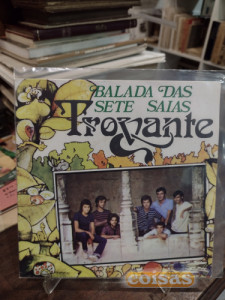 BALADA DAS
SETE SAIAS
Trovante
coisas